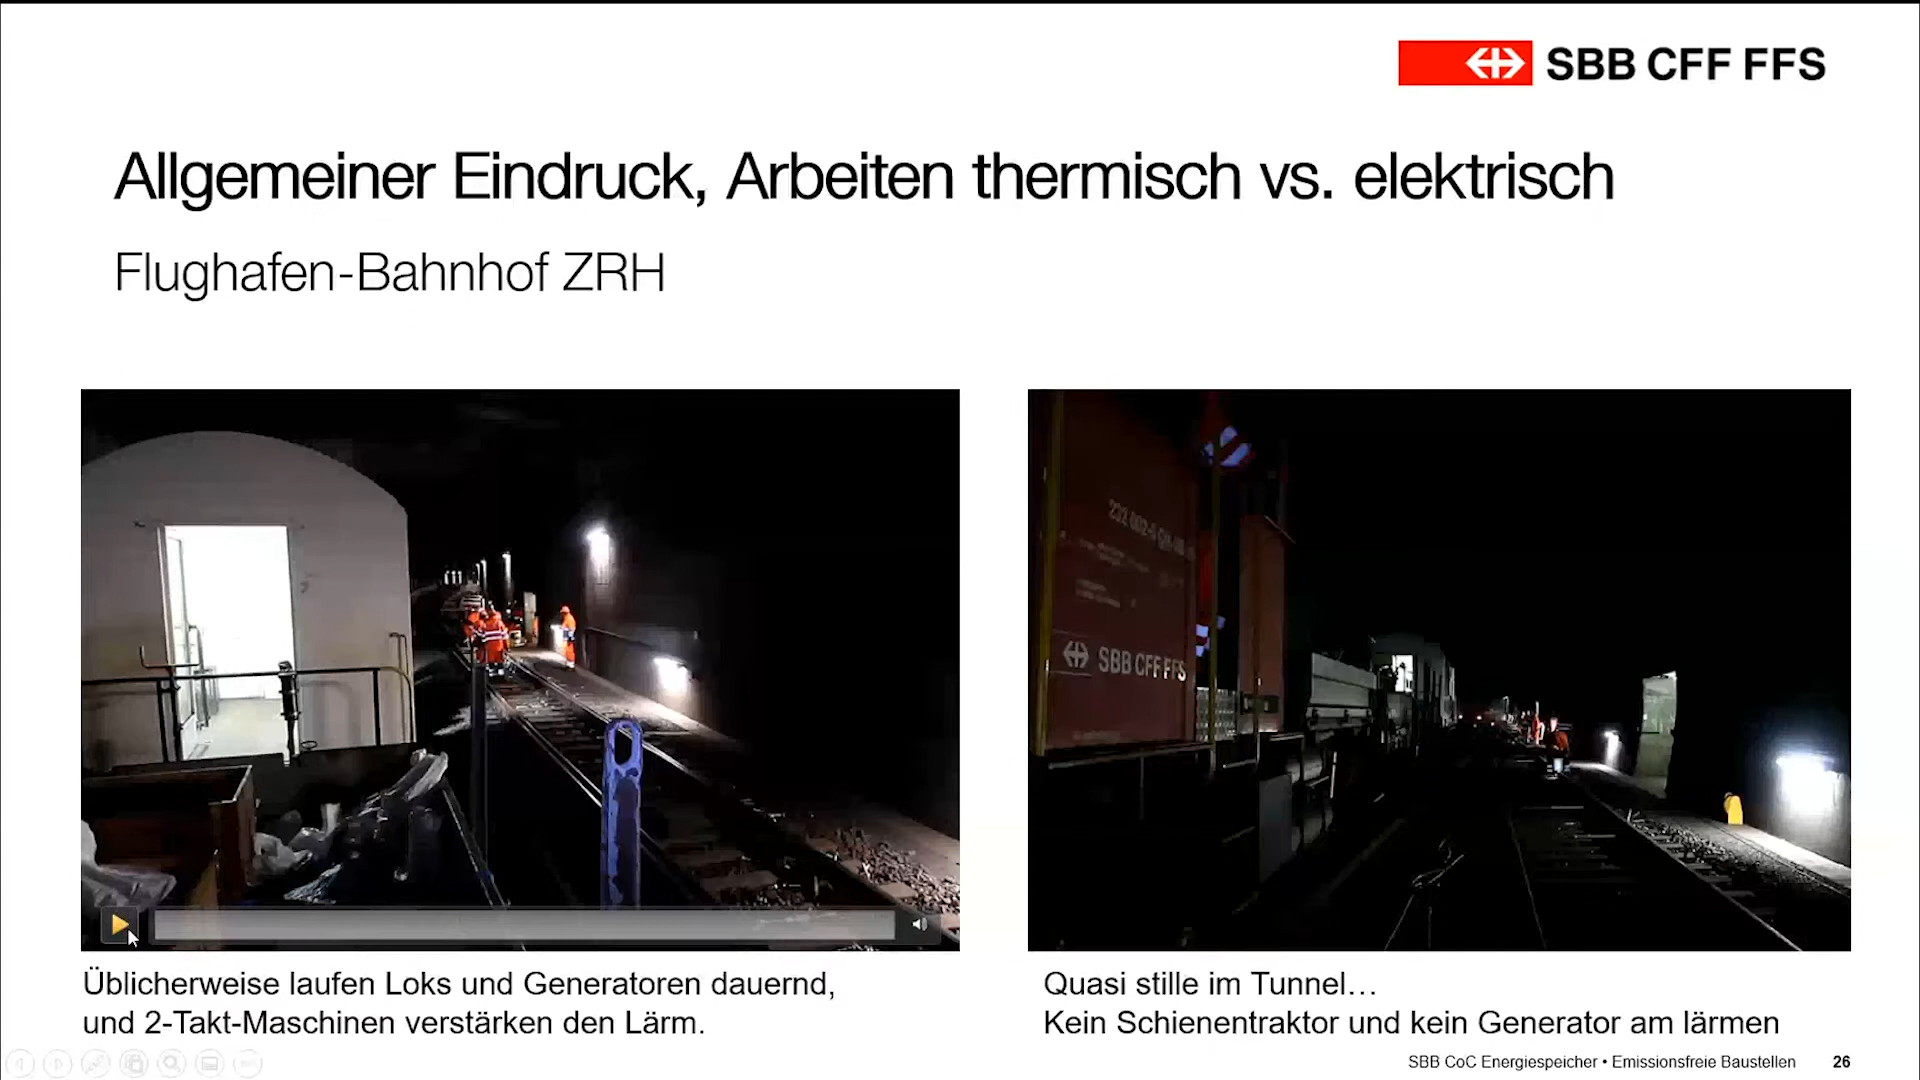 SBB CFF FFS
Allgemeiner Eindruck, Arbeiten thermisch vs. elektrisch
Flughafen-Bahnhof ZRH
SBB CFF FFS
Üblicherweise laufen Loks und Generatoren dauernd,
und 2-Takt-Maschinen verstärken den Lärm.
Quasi stille im Tunnel…
Kein Schienentraktor und kein Generator am lärmen
SBB CoC Energiespeicher • Emissionsfreie Baustellen 26